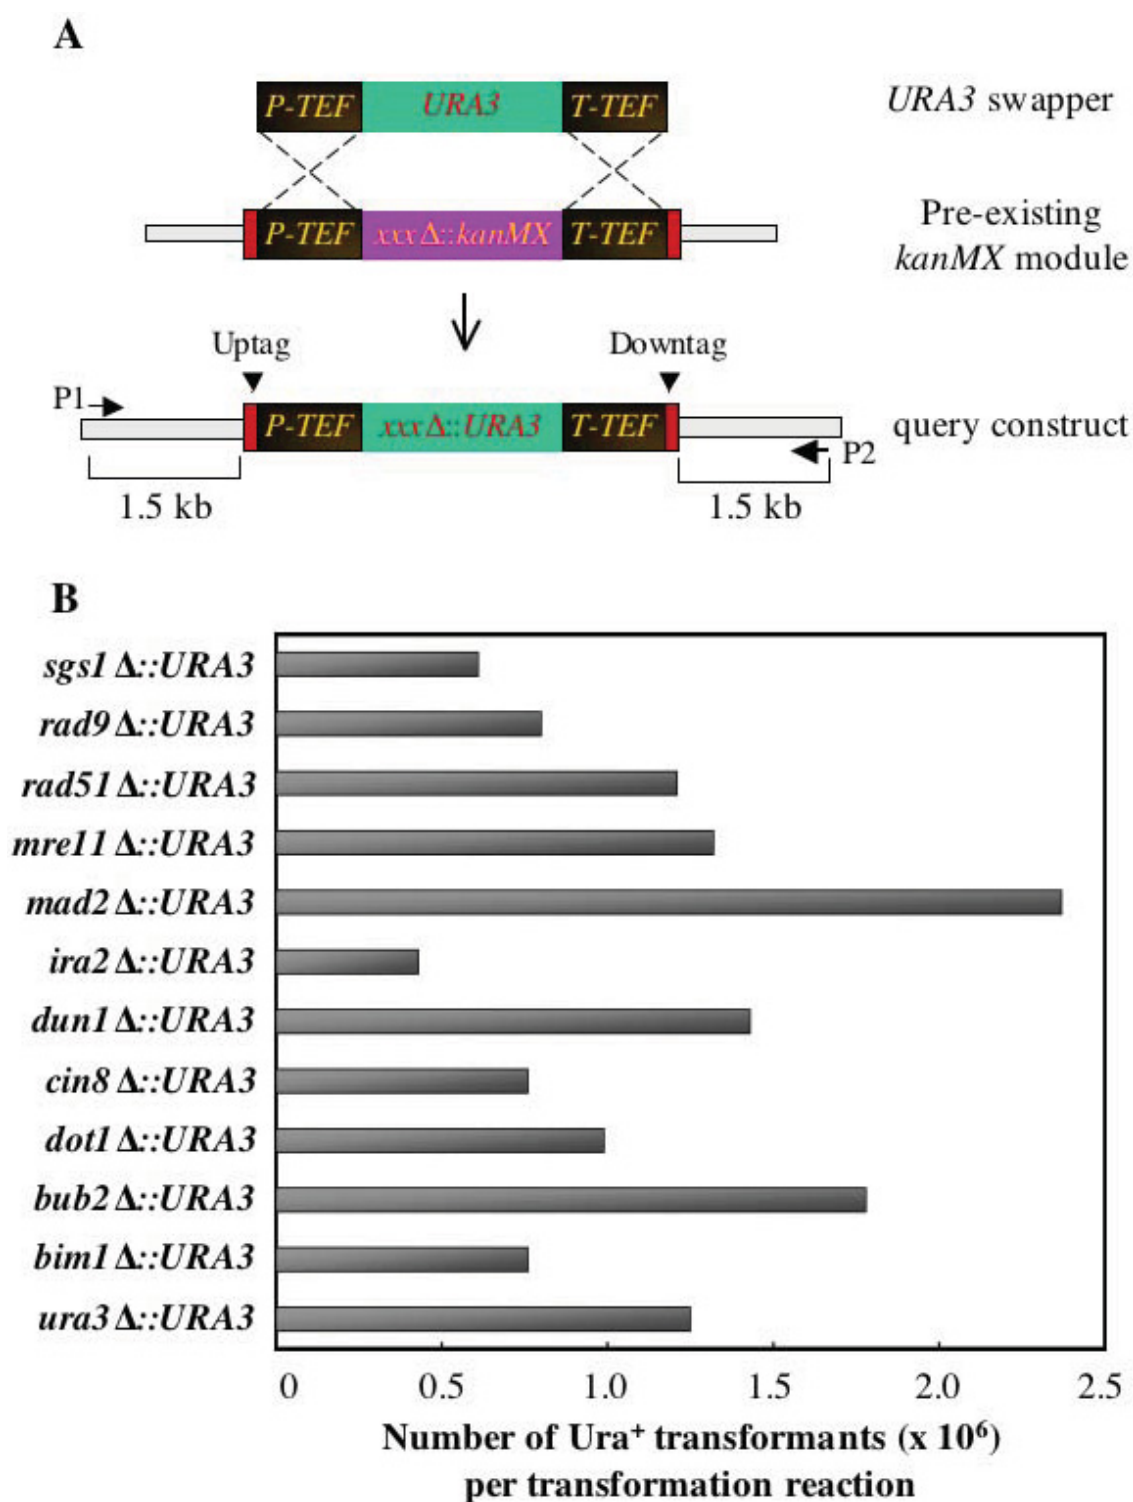 A
P-TEF URA3 T-TEF
URA3 swapper
P-TEF xxxΔ::kanMX T-TEF
Pre-existing
kanMX module
Uptag Downtag
P1
P-TEF xxxΔ::URA3 T-TEF
query construct
P2
1.5 kb 1.5 kb
B
sgs1Δ::URA3
rad9Δ::URA3
rad51Δ::URA3
mre11Δ::URA3
mad2Δ::URA3
ira2Δ::URA3
dun1Δ::URA3
cin8Δ::URA3
dot1Δ::URA3
bub2Δ::URA3
bim1Δ::URA3
ura3Δ::URA3
0 0.5 1.0 1.5 2.0 2.5
Number of Ura⁺ transformants (x 10⁶)
per transformation reaction